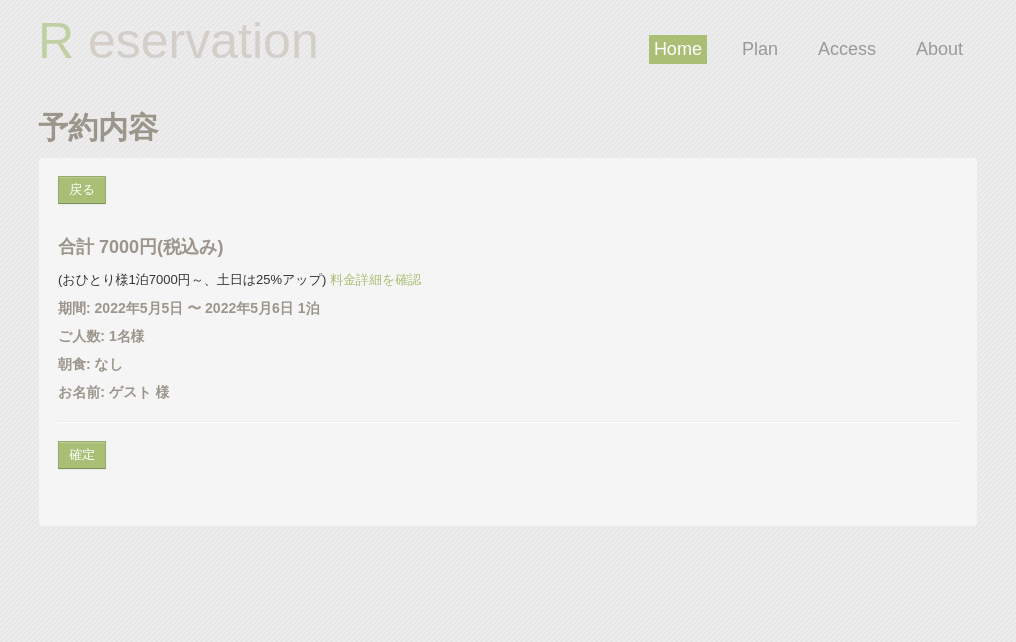 R eservation
Home Plan Access About
予約内容
戻る
合計 7000円(税込み)
(おひとり様1泊7000円～、土日は25%アップ) 料金詳細を確認
期間: 2022年5月5日 〜 2022年5月6日 1泊
ご人数: 1名様
朝食: なし
お名前: ゲスト 様
確定